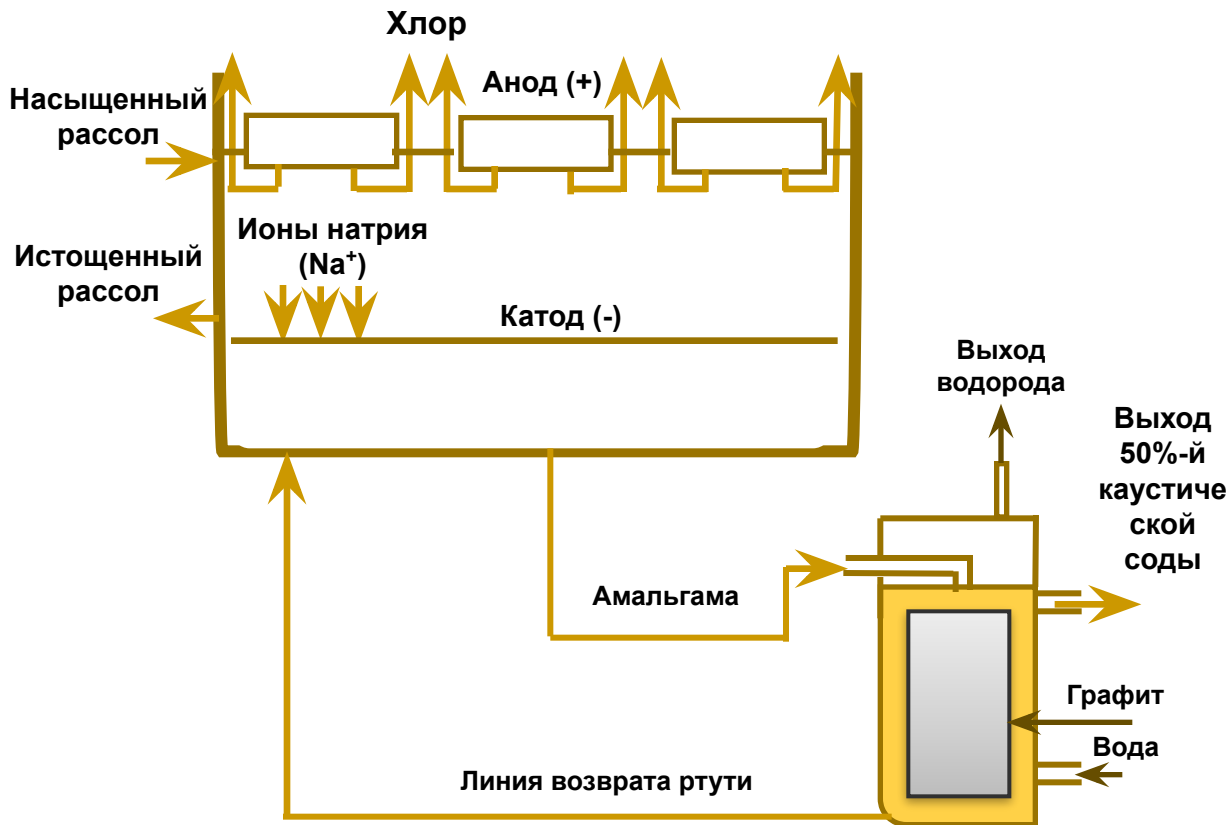 Хлор
Анод (+)
Насыщенный
рассол
Ионы натрия
(Na⁺)
Истощенный
рассол
Катод (-)
Выход
водорода
Выход
50%-й
каустиче
ской
соды
Амальгама
Графит
Вода
Линия возврата ртути